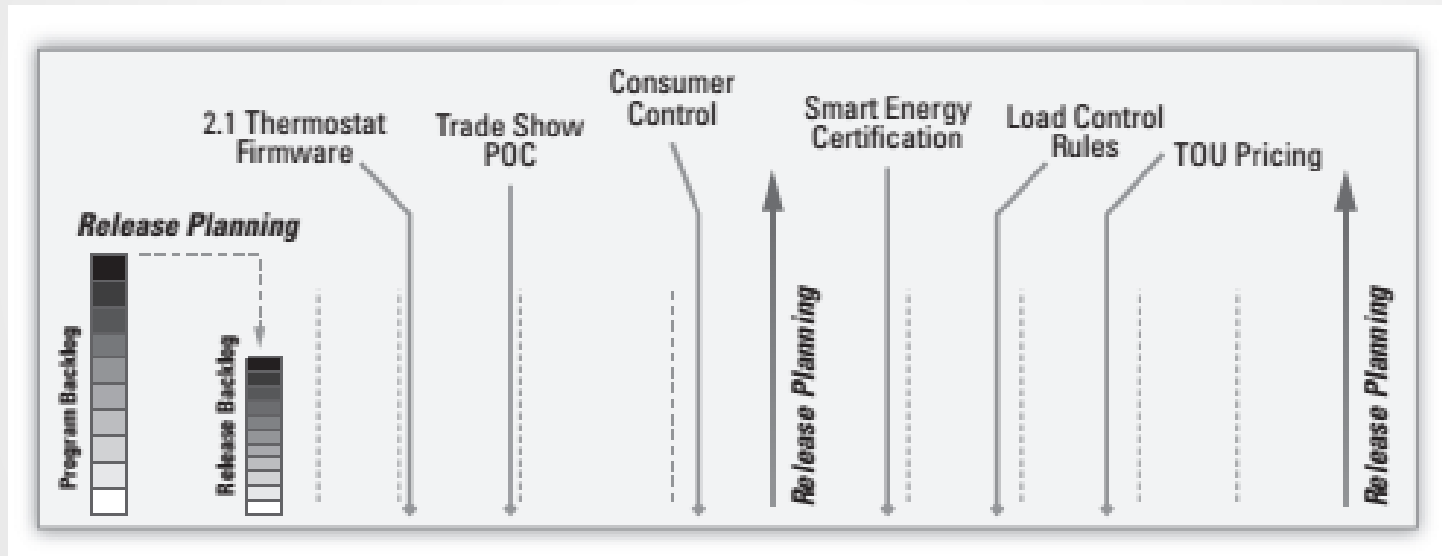 2.1 Thermostat
Firmware
Trade Show
POC
Consumer
Control
Smart Energy
Certification
Load Control
Rules
TOU Pricing
Release Planning
Program Backlog
Release Backlog
Release Planning
Release Planning